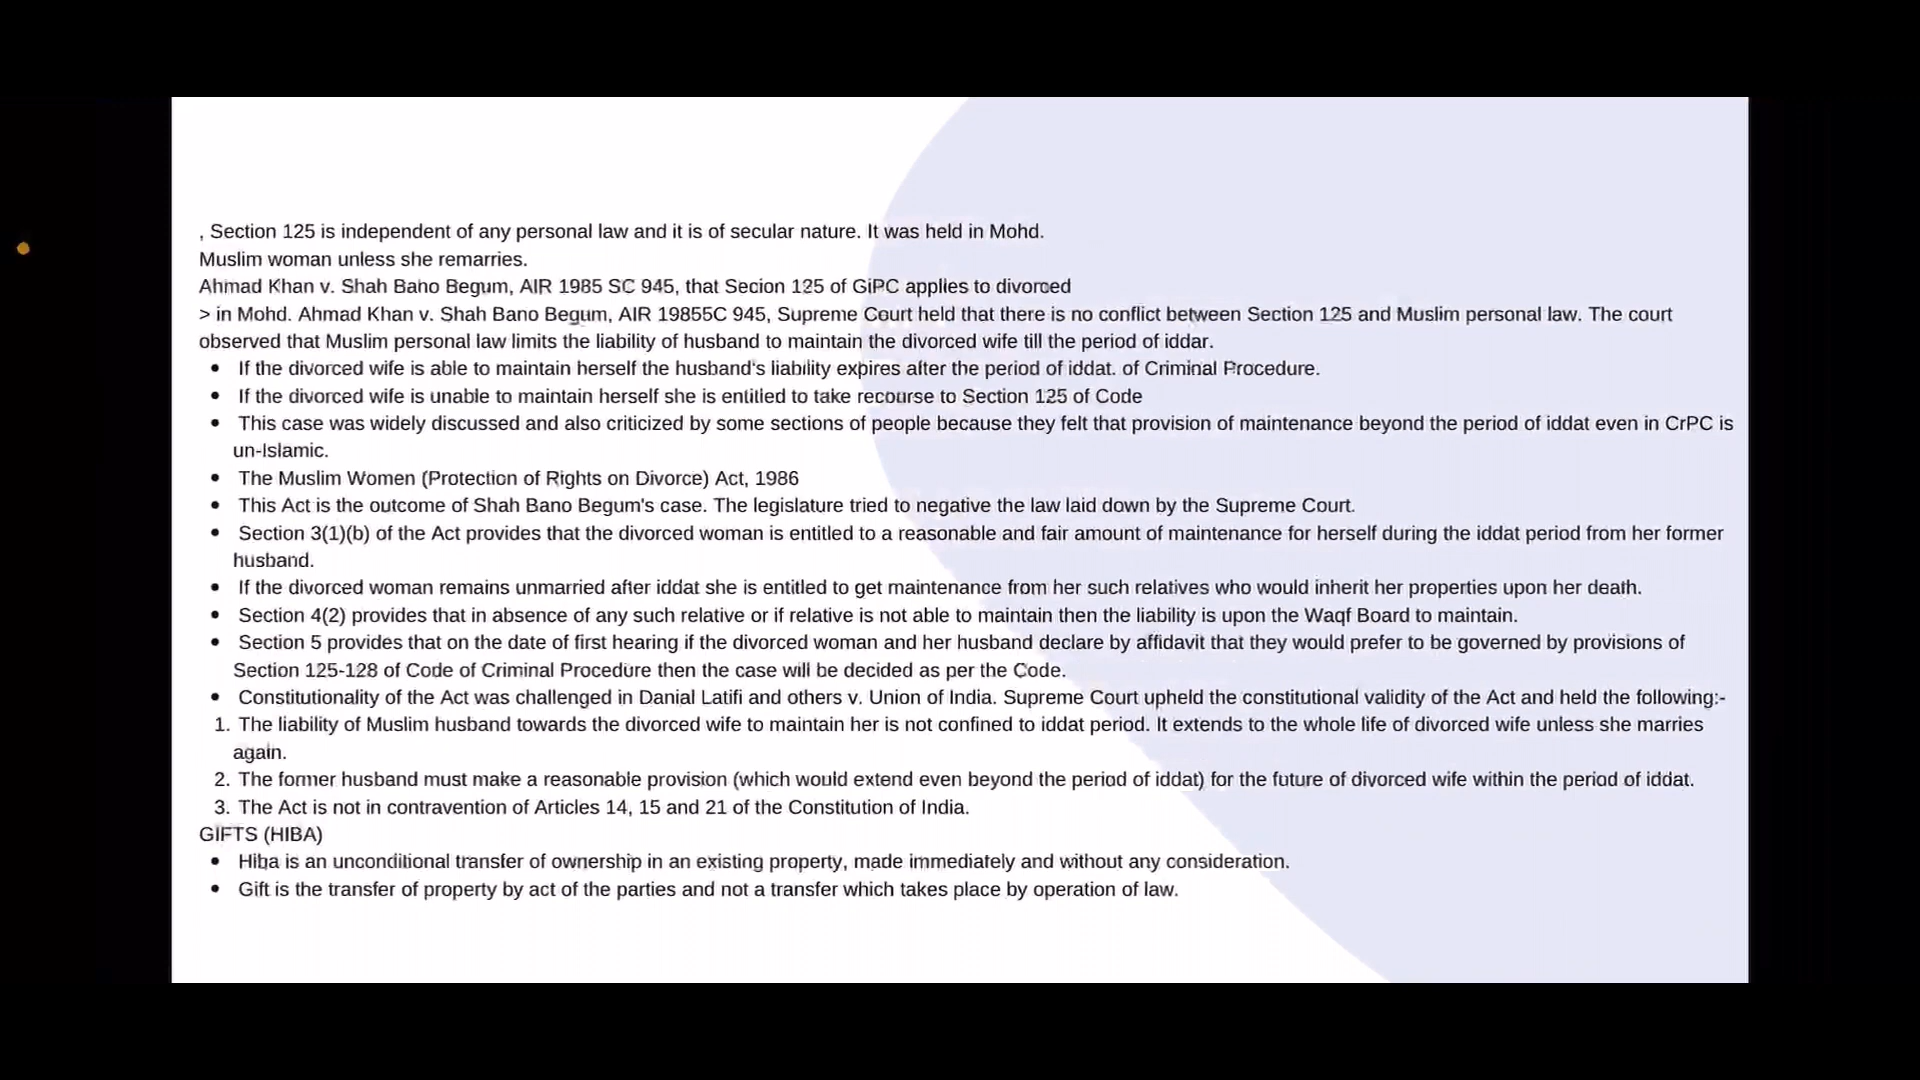 , Section 125 is independent of any personal law and it is of secular nature. It was held in Mohd.
Muslim woman unless she remarries.
Ahmad Khan v. Shah Bano Begum, AIR 1985 SC 945, that Secion 125 of GiPC applies to divorced
> in Mohd. Ahmad Khan v. Shah Bano Begum, AIR 19855C 945, Supreme Court held that there is no conflict between Section 125 and Muslim personal law. The court
observed that Muslim personal law limits the liability of husband to maintain the divorced wife till the period of iddar.
• If the divorced wife is able to maintain herself the husband's liability expires after the period of iddat. of Criminal Procedure.
• If the divorced wife is unable to maintain herself she is entitled to take recourse to Section 125 of Code
• This case was widely discussed and also criticized by some sections of people because they felt that provision of maintenance beyond the period of iddat even in CrPC is
un-Islamic.
• The Muslim Women (Protection of Rights on Divorce) Act, 1986
• This Act is the outcome of Shah Bano Begum's case. The legislature tried to negative the law laid down by the Supreme Court.
• Section 3(1)(b) of the Act provides that the divorced woman is entitled to a reasonable and fair amount of maintenance for herself during the iddat period from her former
husband.
• If the divorced woman remains unmarried after iddat she is entitled to get maintenance from her such relatives who would inherit her properties upon her death.
• Section 4(2) provides that in absence of any such relative or if relative is not able to maintain then the liability is upon the Waqf Board to maintain.
• Section 5 provides that on the date of first hearing if the divorced woman and her husband declare by affidavit that they would prefer to be governed by provisions of
Section 125-128 of Code of Criminal Procedure then the case will be decided as per the Code.
• Constitutionality of the Act was challenged in Danial Latifi and others v. Union of India. Supreme Court upheld the constitutional validity of the Act and held the following:-
1. The liability of Muslim husband towards the divorced wife to maintain her is not confined to iddat period. It extends to the whole life of divorced wife unless she marries
again.
2. The former husband must make a reasonable provision (which would extend even beyond the period of iddat) for the future of divorced wife within the period of iddat.
3. The Act is not in contravention of Articles 14, 15 and 21 of the Constitution of India.
GIFTS (HIBA)
• Hiba is an unconditional transfer of ownership in an existing property, made immediately and without any consideration.
• Gift is the transfer of property by act of the parties and not a transfer which takes place by operation of law.